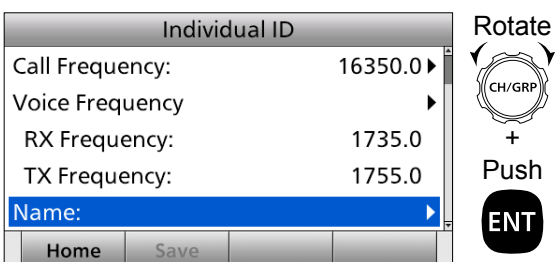 Individual ID
Call Frequency: 16350.0
Voice Frequency
RX Frequency: 1735.0
TX Frequency: 1755.0
Name:
Home Save
Rotate
CH/GRP
+
Push
ENT